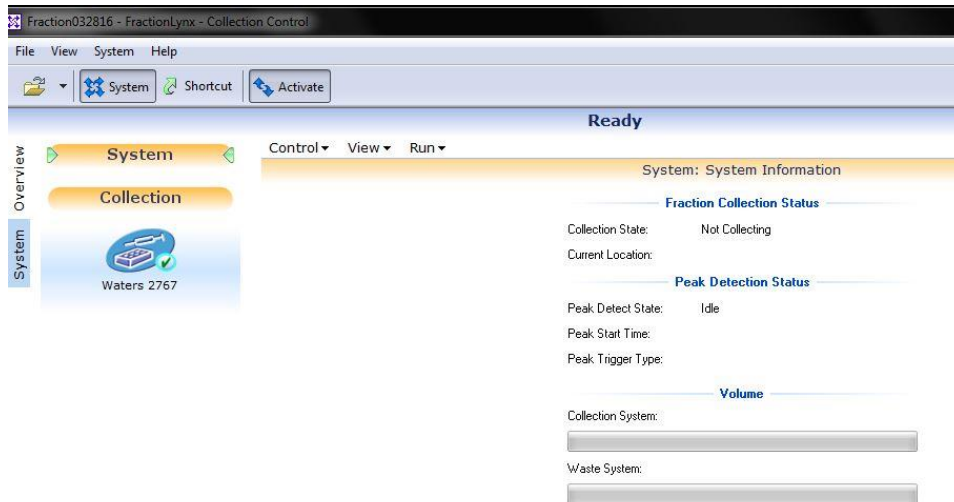 Fraction032816 - FractionLynx - Collection Control
File View System Help
System Shortcut Activate
Ready
Overview
System
System
Collection
Waters 2767
Control View Run
System: System Information
Fraction Collection Status
Collection State: Not Collecting
Current Location:
Peak Detection Status
Peak Detect State: Idle
Peak Start Time:
Peak Trigger Type:
Volume
Collection System:
Waste System: